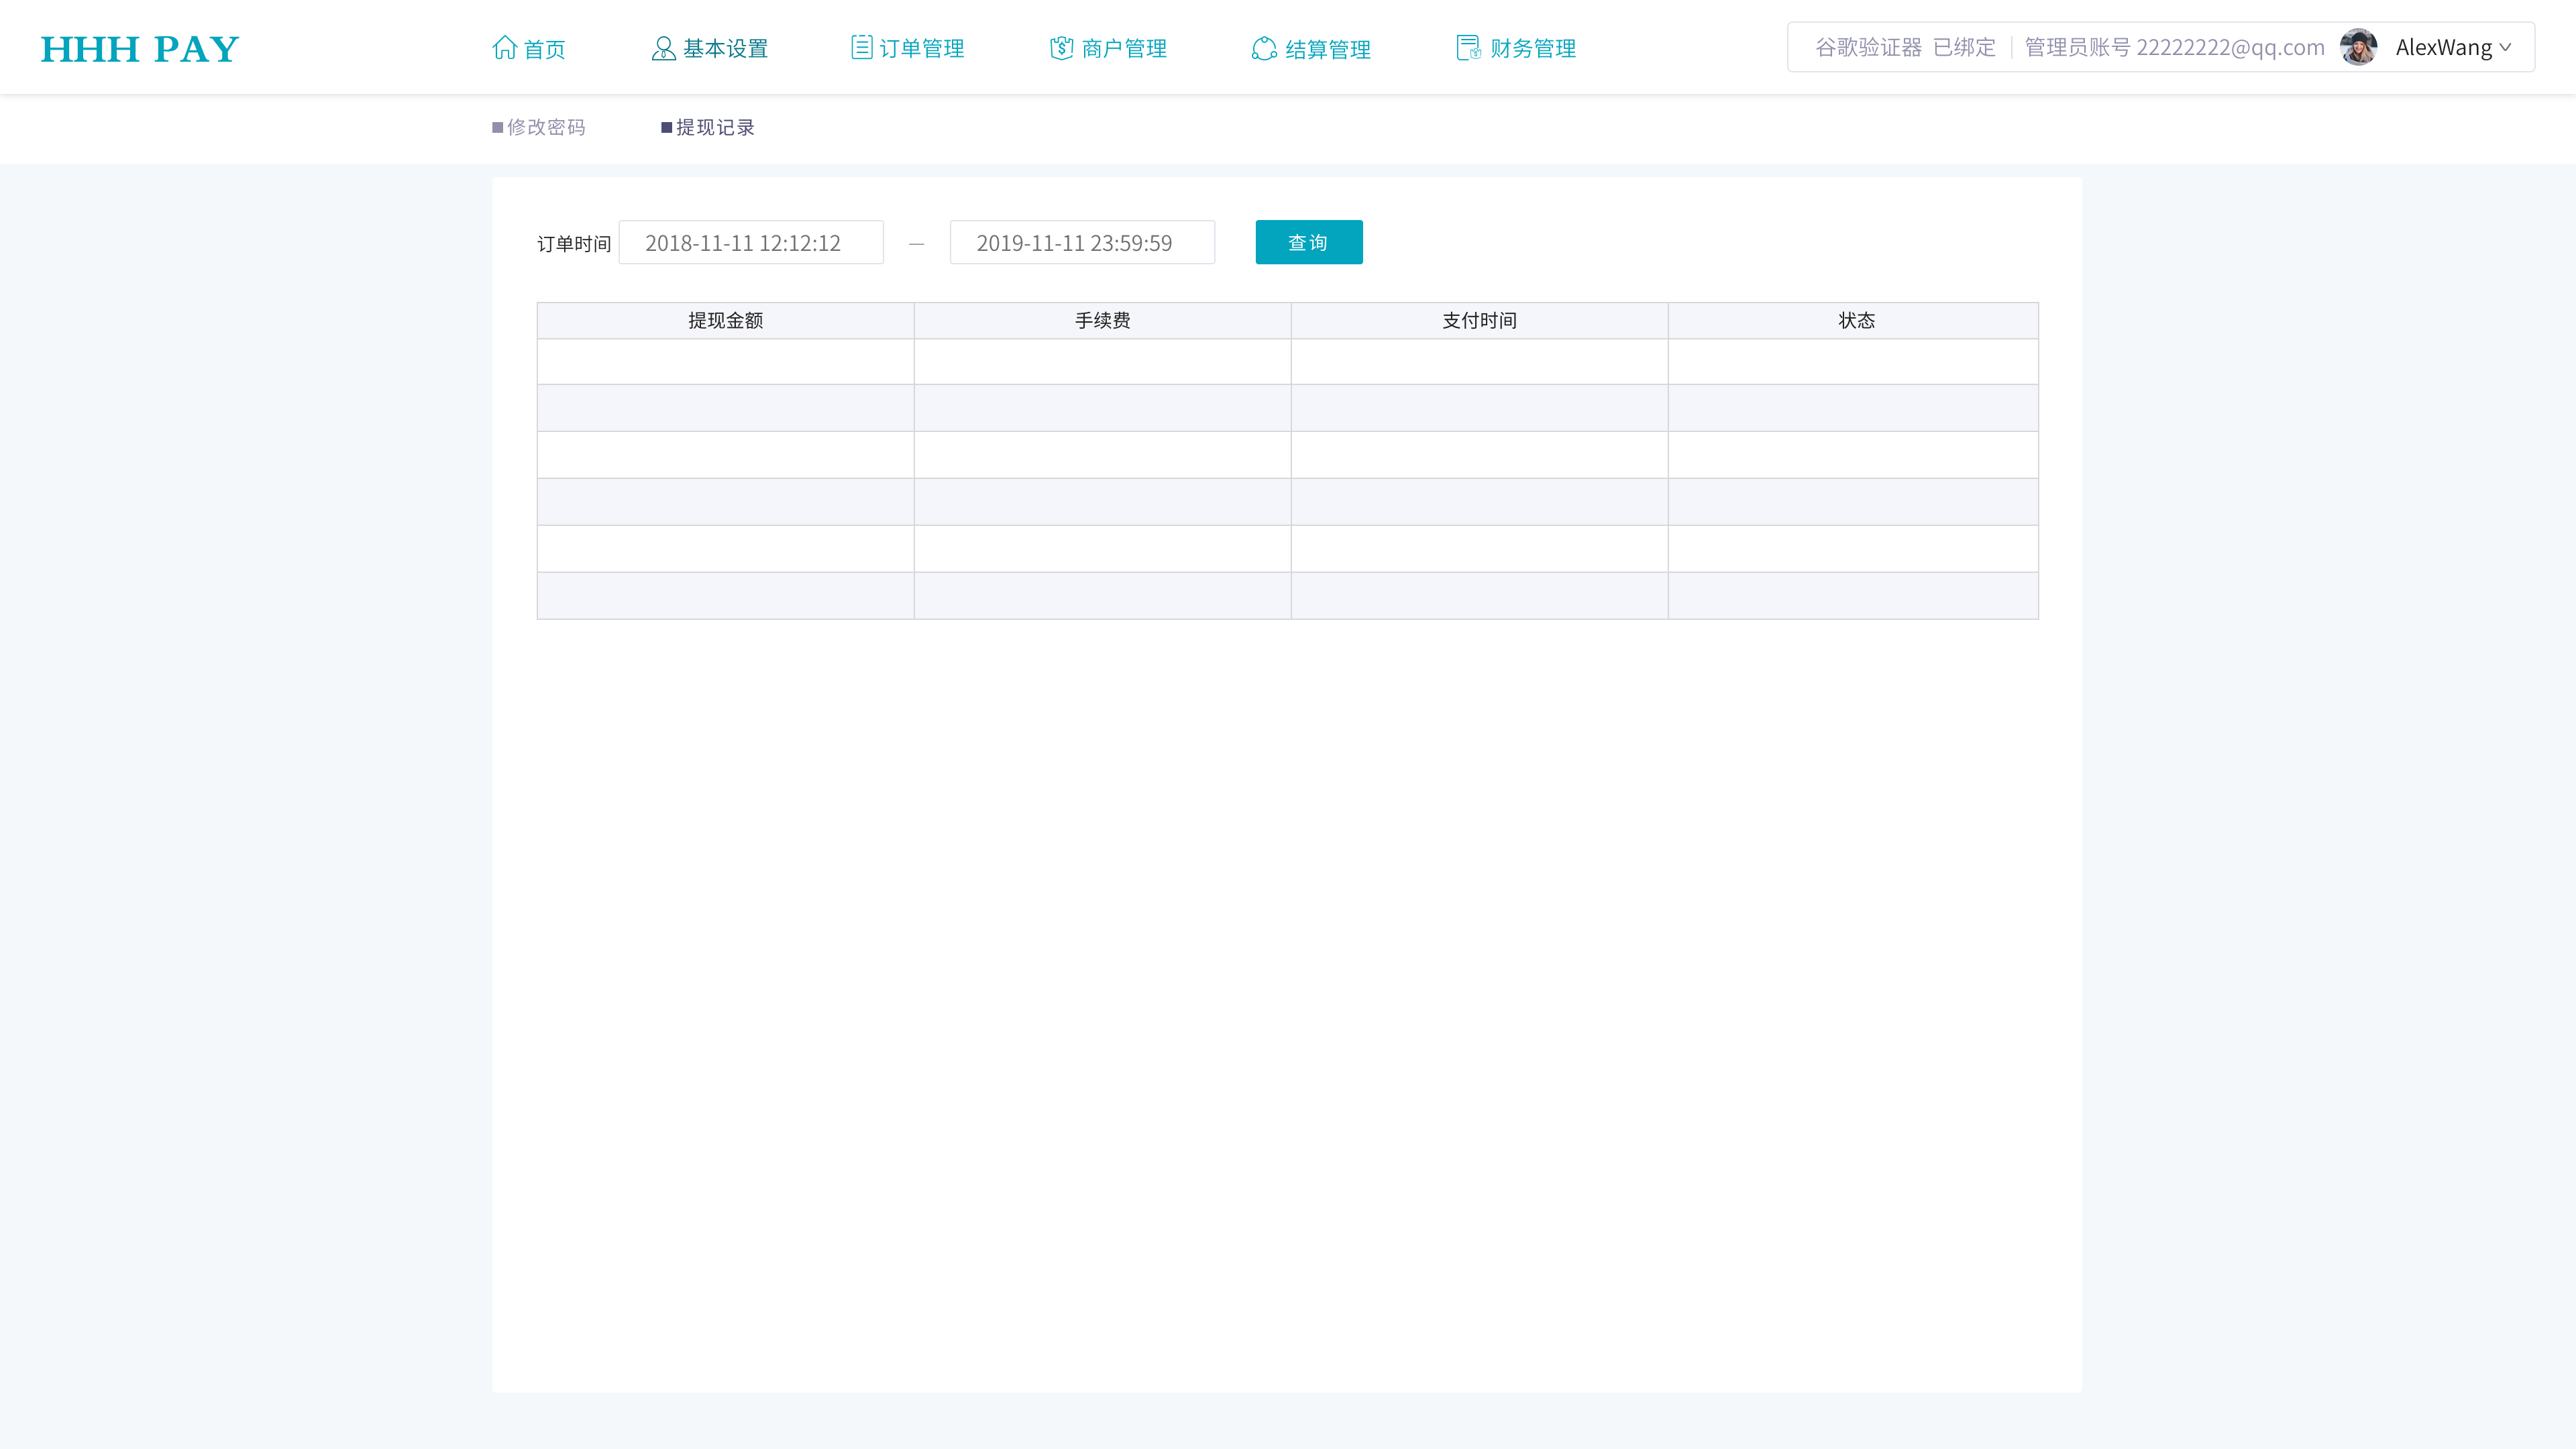 HHH PAY
首页
基本设置
订单管理
商户管理
结算管理
财务管理
谷歌验证器 已绑定
管理员账号 22222222@qq.com
AlexWang
修改密码
提现记录
订单时间 2018-11-11 12:12:12 — 2019-11-11 23:59:59 查询
提现金额 手续费 支付时间 状态